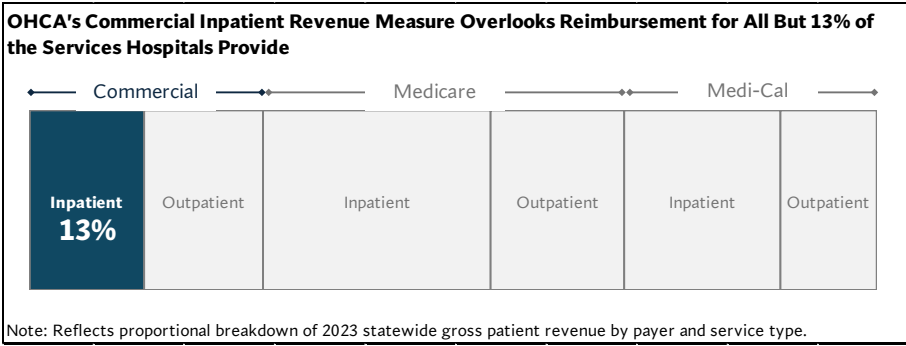 OHCA's Commercial Inpatient Revenue Measure Overlooks Reimbursement for All But 13% of
the Services Hospitals Provide
Commercial Medicare Medi-Cal
Inpatient Outpatient Inpatient Outpatient Inpatient Outpatient
13%
Note: Reflects proportional breakdown of 2023 statewide gross patient revenue by payer and service type.